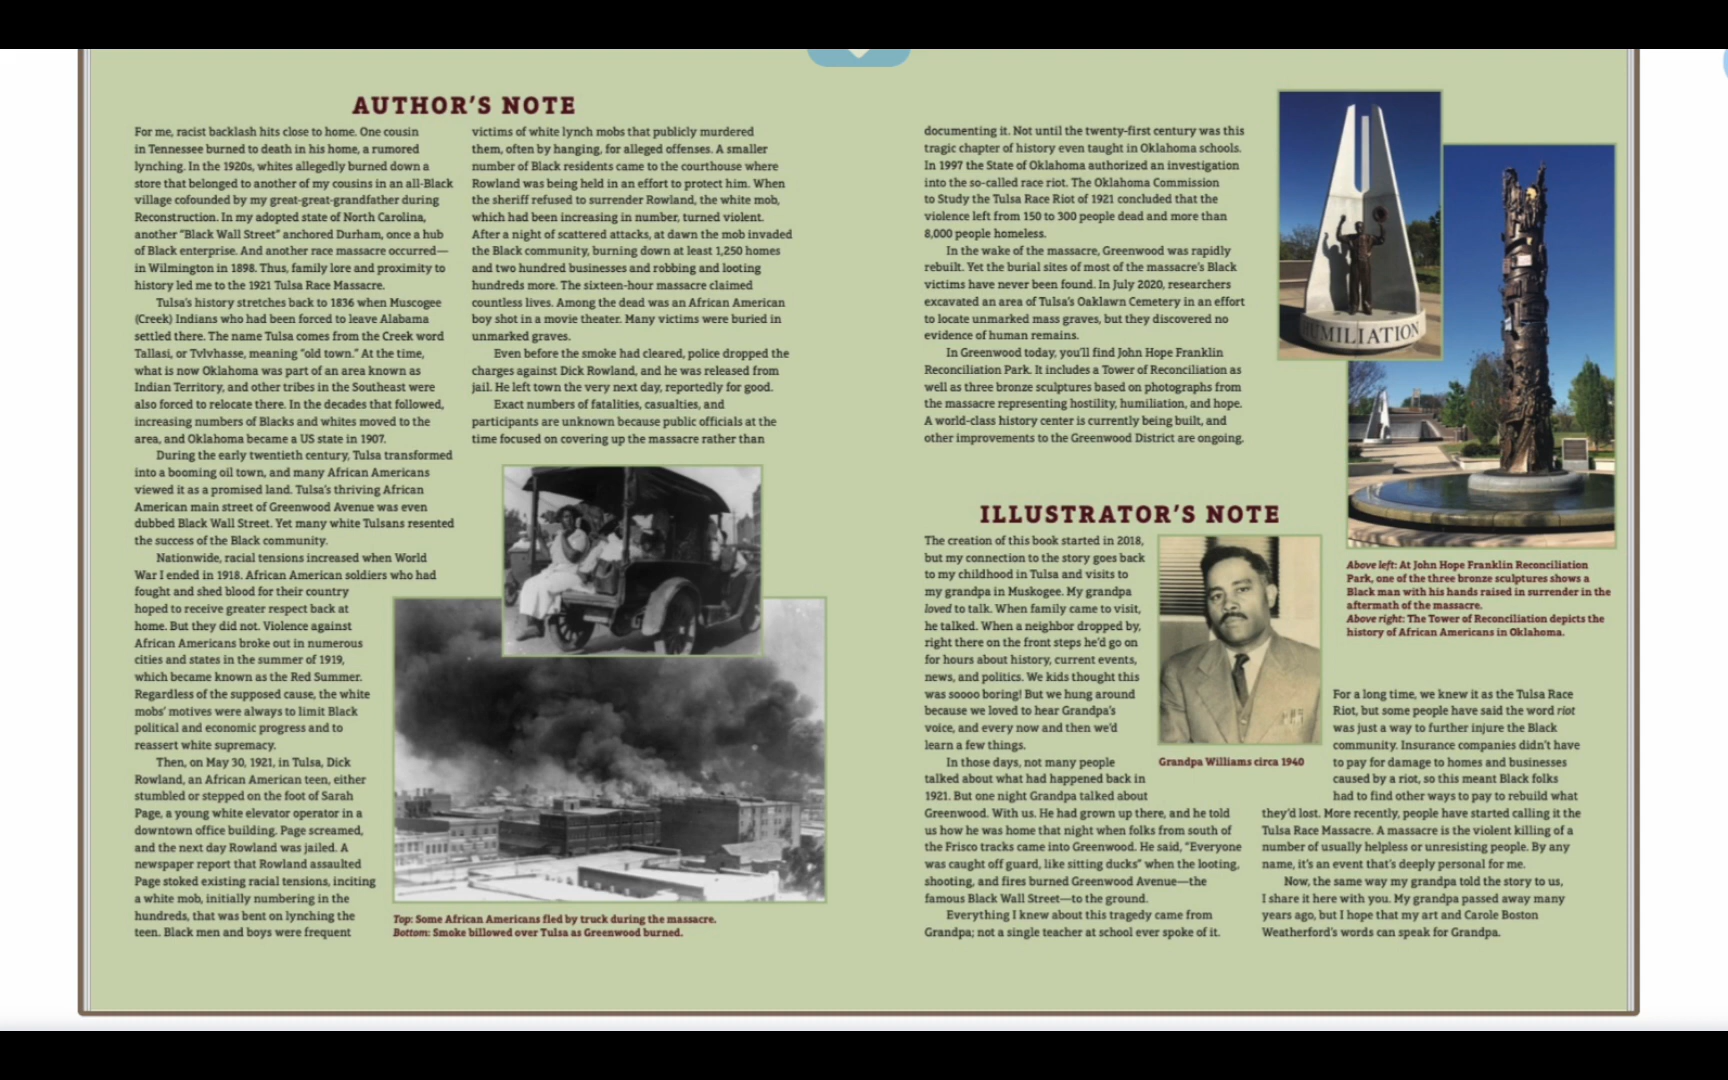 AUTHOR'S NOTE
For me, racist backlash hits close to home. One cousin
in Tennessee burned to death in his home, a rumored
lynching. In the 1920s, whites allegedly burned down a
store that belonged to another of my cousins in an all-Black
village cofounded by my great-great-grandfather during
Reconstruction. In my adopted state of North Carolina,
another "Black Wall Street" anchored Durham, once a hub
of Black enterprise. And another race massacre occurred—
in Wilmington in 1898. Thus, family lore and proximity to
history led me to the 1921 Tulsa Race Massacre.
Tulsa's history stretches back to 1836 when Muscogee
(Creek) Indians who had been forced to leave Alabama
settled there. The name Tulsa comes from the Creek word
Tallasi, or Tvlvhasse, meaning "old town." At the time,
what is now Oklahoma was part of an area known as
Indian Territory, and other tribes in the Southeast were
also forced to relocate there. In the decades that followed,
increasing numbers of Blacks and whites moved to the
area, and Oklahoma became a US state in 1907.
During the early twentieth century, Tulsa transformed
into a booming oil town, and many African Americans
viewed it as a promised land. Tulsa's thriving African
American main street of Greenwood Avenue was even
dubbed Black Wall Street. Yet many white Tulsans resented
the success of the Black community.
Nationwide, racial tensions increased when World
War I ended in 1918. African American soldiers who had
fought and shed blood for their country
hoped to receive greater respect back at
home. But they did not. Violence against
African Americans broke out in numerous
cities and states in the summer of 1919,
which became known as the Red Summer.
Regardless of the supposed cause, the white
mobs' motives were always to limit Black
political and economic progress and to
reassert white supremacy.
Then, on May 30, 1921, in Tulsa, Dick
Rowland, an African American teen, either
stumbled or stepped on the foot of Sarah
Page, a young white elevator operator in a
downtown office building. Page screamed,
and the next day Rowland was jailed. A
newspaper report that Rowland assaulted
Page stoked existing racial tensions, inciting
a white mob, initially numbering in the
hundreds, that was bent on lynching the
teen. Black men and boys were frequent
victims of white lynch mobs that publicly murdered
them, often by hanging, for alleged offenses. A smaller
number of Black residents came to the courthouse where
Rowland was being held in an effort to protect him. When
the sheriff refused to surrender Rowland, the white mob,
which had been increasing in number, turned violent.
After a night of scattered attacks, at dawn the mob invaded
the Black community, burning down at least 1,250 homes
and two hundred businesses and robbing and looting
hundreds more. The sixteen-hour massacre claimed
countless lives. Among the dead was an African American
boy shot in a movie theater. Many victims were buried in
unmarked graves.
Even before the smoke had cleared, police dropped the
charges against Dick Rowland, and he was released from
jail. He left town the very next day, reportedly for good.
Exact numbers of fatalities, casualties, and
participants are unknown because public officials at the
time focused on covering up the massacre rather than
Top: Some African Americans fled by truck during the massacre.
Bottom: Smoke billowed over Tulsa as Greenwood burned.
documenting it. Not until the twenty-first century was this
tragic chapter of history even taught in Oklahoma schools.
In 1997 the State of Oklahoma authorized an investigation
into the so-called race riot. The Oklahoma Commission
to Study the Tulsa Race Riot of 1921 concluded that the
violence left from 150 to 300 people dead and more than
8,000 people homeless.
In the wake of the massacre, Greenwood was rapidly
rebuilt. Yet the burial sites of most of the massacre's Black
victims have never been found. In July 2020, researchers
excavated an area of Tulsa's Oaklawn Cemetery in an effort
to locate unmarked mass graves, but they discovered no
evidence of human remains.
In Greenwood today, you'll find John Hope Franklin
Reconciliation Park. It includes a Tower of Reconciliation as
well as three bronze sculptures based on photographs from
the massacre representing hostility, humiliation, and hope.
A world-class history center is currently being built, and
other improvements to the Greenwood District are ongoing.
HUMILIATION
Above left: At John Hope Franklin Reconciliation
Park, one of the three bronze sculptures shows a
Black man with his hands raised in surrender in the
aftermath of the massacre.
Above right: The Tower of Reconciliation depicts the
history of African Americans in Oklahoma.
ILLUSTRATOR'S NOTE
The creation of this book started in 2018,
but my connection to the story goes back
to my childhood in Tulsa and visits to
my grandpa in Muskogee. My grandpa
loved to talk. When family came to visit,
he talked. When a neighbor dropped by,
right there on the front steps he'd go on
for hours about history, current events,
news, and politics. We kids thought this
was soooo boring! But we hung around
because we loved to hear Grandpa's
voice, and every now and then we'd
learn a few things.
In those days, not many people
talked about what had happened back in
1921. But one night Grandpa talked about
Greenwood. With us. He had grown up there, and he told
us how he was home that night when folks from south of
the Frisco tracks came into Greenwood. He said, "Everyone
was caught off guard, like sitting ducks" when the looting,
shooting, and fires burned Greenwood Avenue—the
famous Black Wall Street—to the ground.
Everything I knew about this tragedy came from
Grandpa; not a single teacher at school ever spoke of it.
Grandpa Williams circa 1940
For a long time, we knew it as the Tulsa Race
Riot, but some people have said the word riot
was just a way to further injure the Black
community. Insurance companies didn't have
to pay for damage to homes and businesses
caused by a riot, so this meant Black folks
had to find other ways to pay to rebuild what
they'd lost. More recently, people have started calling it the
Tulsa Race Massacre. A massacre is the violent killing of a
number of usually helpless or unresisting people. By any
name, it's an event that's deeply personal for me.
Now, the same way my grandpa told the story to us,
I share it here with you. My grandpa passed away many
years ago, but I hope that my art and Carole Boston
Weatherford's words can speak for Grandpa.